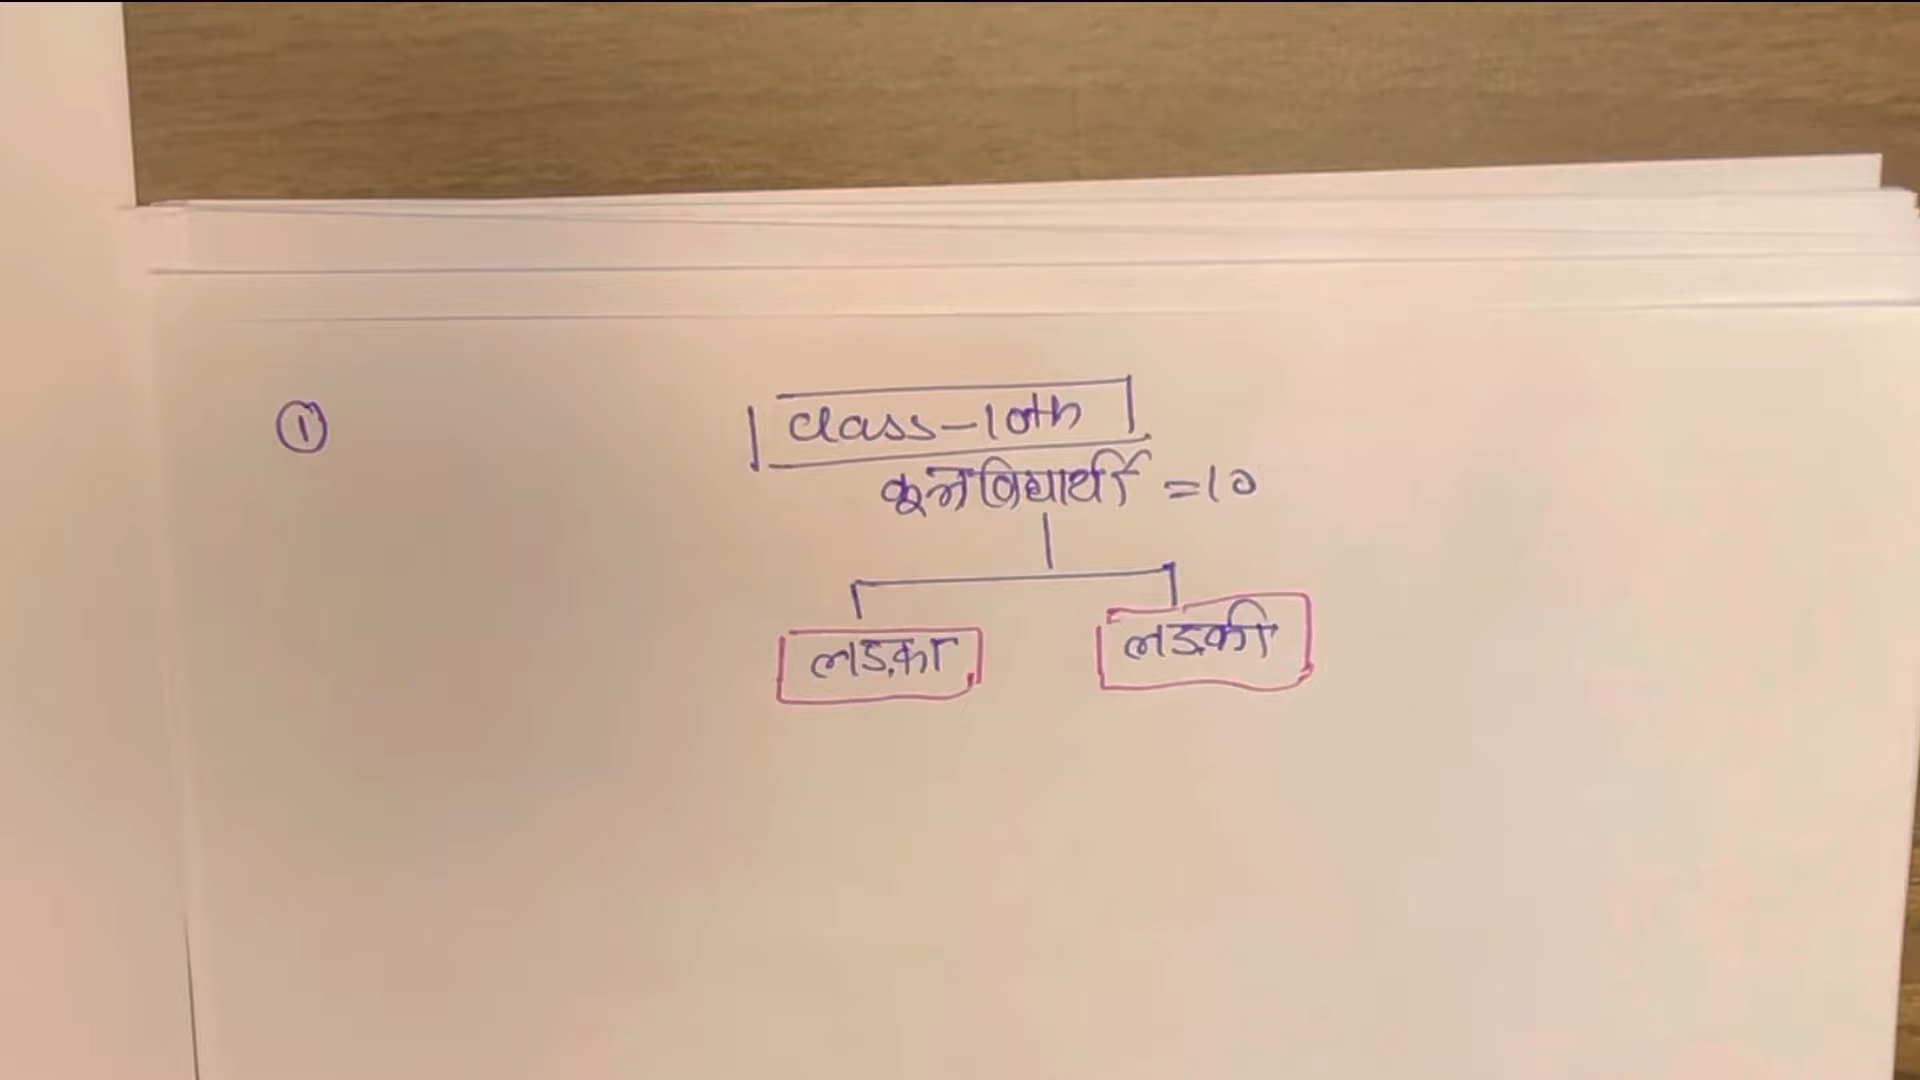 ①
class-10th
कुल विद्यार्थी = 10
लड़का
लड़की